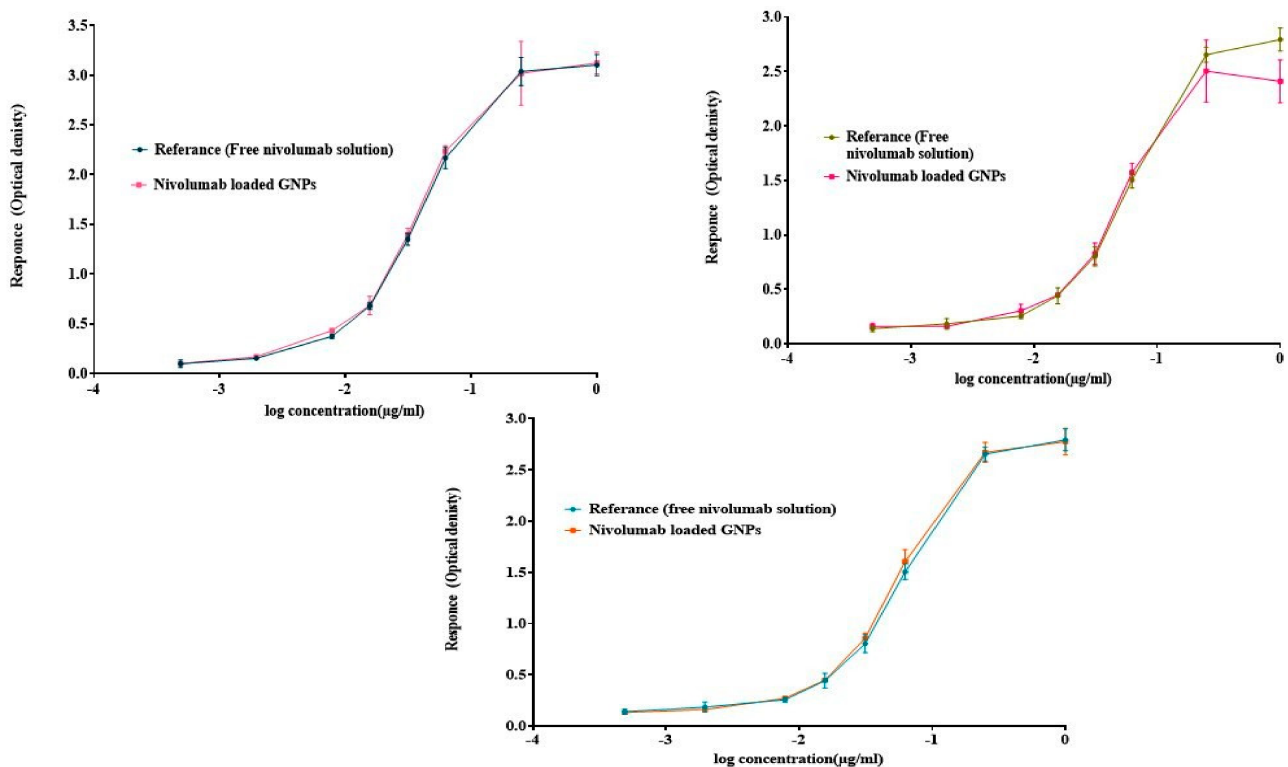 3.5
3.0
2.5
2.0
1.5
1.0
0.5
0.0
Responce (Optical denisty)
Referance (Free nivolumab solution)
Nivolumab loaded GNPs
-4
-3
-2
-1
0
log concentration(µg/ml)
3.0
2.5
2.0
1.5
1.0
0.5
0.0
Responce (Optical denisty)
Referance (Free
nivolumab solution)
Nivolumab loaded GNPs
-4
-3
-2
-1
0
log concentration(µg/ml)
3.0
2.5
2.0
1.5
1.0
0.5
0.0
Responce (Optical denisty)
Referance (free nivolumab solution)
Nivolumab loaded GNPs
-4
-3
-2
-1
0
log concentration(µg/ml)